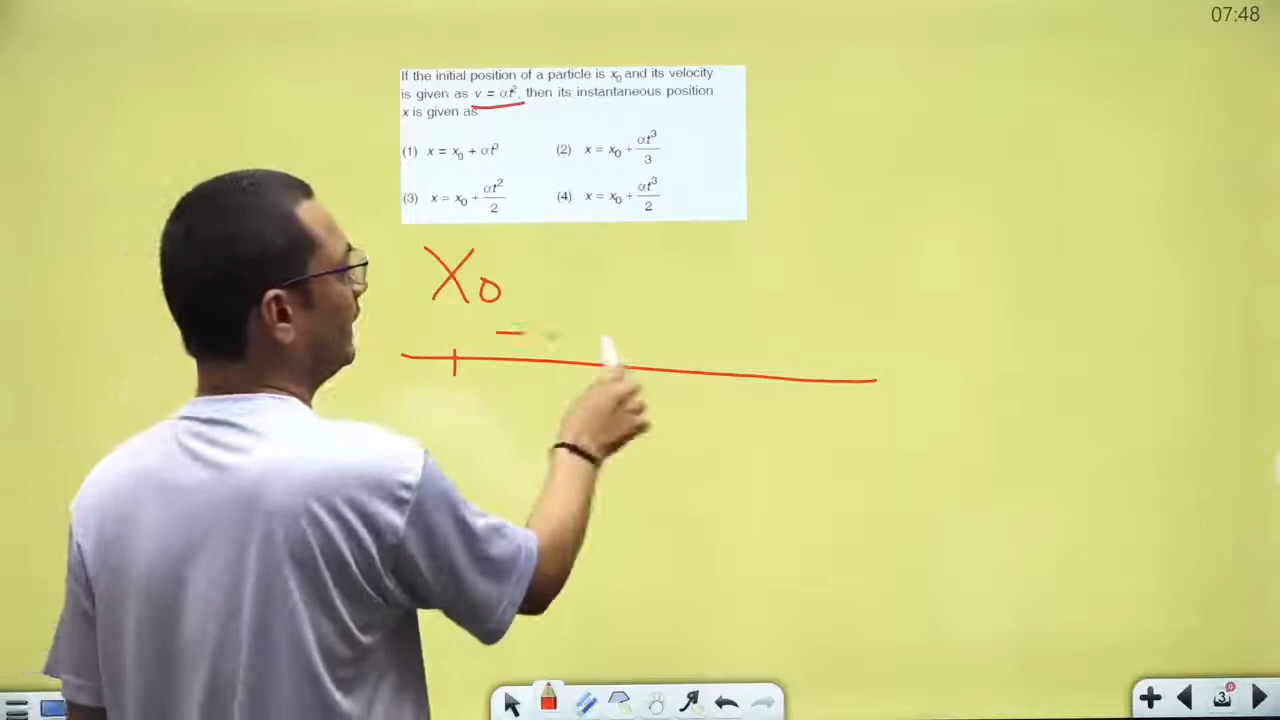 07:48
If the initial position of a particle is x₀ and its velocity
is given as v = αt², then its instantaneous position
x is given as
(1) x = x₀ + αt³ (2) x = x₀ + αt³/3
(3) x = x₀ + αt²/2 (4) x = x₀ + αt³/2
X₀
3